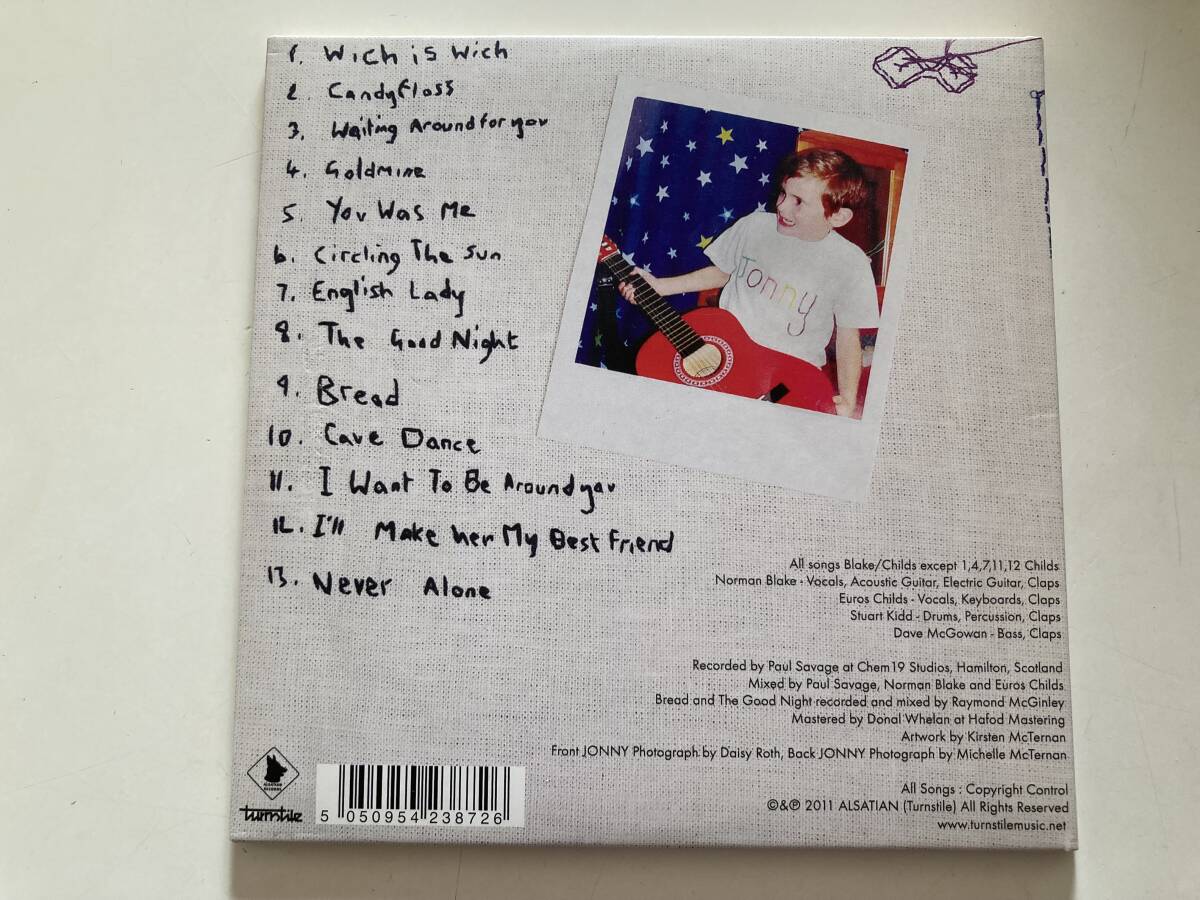 1. Wich is Wich
2. Candyfloss
3. Waiting Around for you
4. Goldmine
5. You Was Me
6. Circling The Sun
7. English Lady
8. The Good Night
9. Bread
10. Cave Dance
11. I Want To Be Around you
12. I'll Make her My Best Friend
13. Never Alone
Jonny
All songs Blake/Childs except 1,4,7,11,12 Childs
Norman Blake - Vocals, Acoustic Guitar, Electric Guitar, Claps
Euros Childs - Vocals, Keyboards, Claps
Stuart Kidd - Drums, Percussion, Claps
Dave McGowan - Bass, Claps
Recorded by Paul Savage at Chem19 Studios, Hamilton, Scotland
Mixed by Paul Savage, Norman Blake and Euros Childs
Bread and The Good Night recorded and mixed by Raymond McGinley
Mastered by Donal Whelan at Hafod Mastering
Artwork by Kirsten McTernan
Front JONNY Photograph by Daisy Roth, Back JONNY Photograph by Michelle McTernan
All Songs : Copyright Control
©&℗ 2011 ALSATIAN (Turnstile) All Rights Reserved
www.turnstilemusic.net
ALSATIAN
RECORDS
turnstile
5 050954 238726